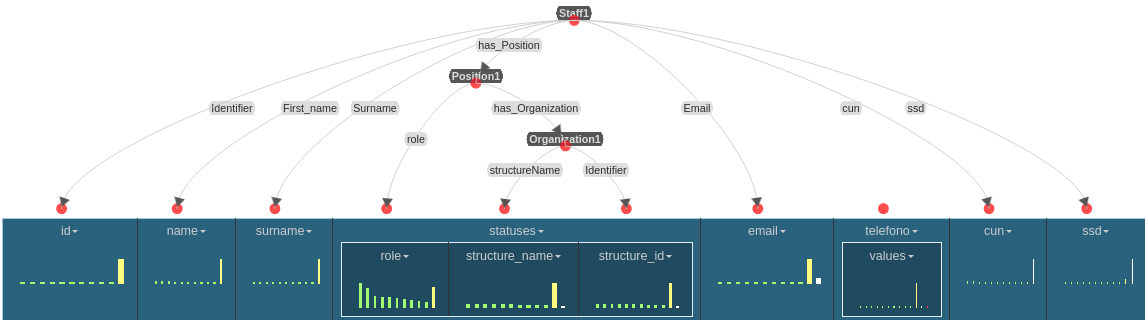 Staff1
has_Position
Position1
Identifier First_name Surname has_Organization Email cun ssd
role Organization1
structureName Identifier
id name surname statuses email telefono cun ssd
role structure_name structure_id values